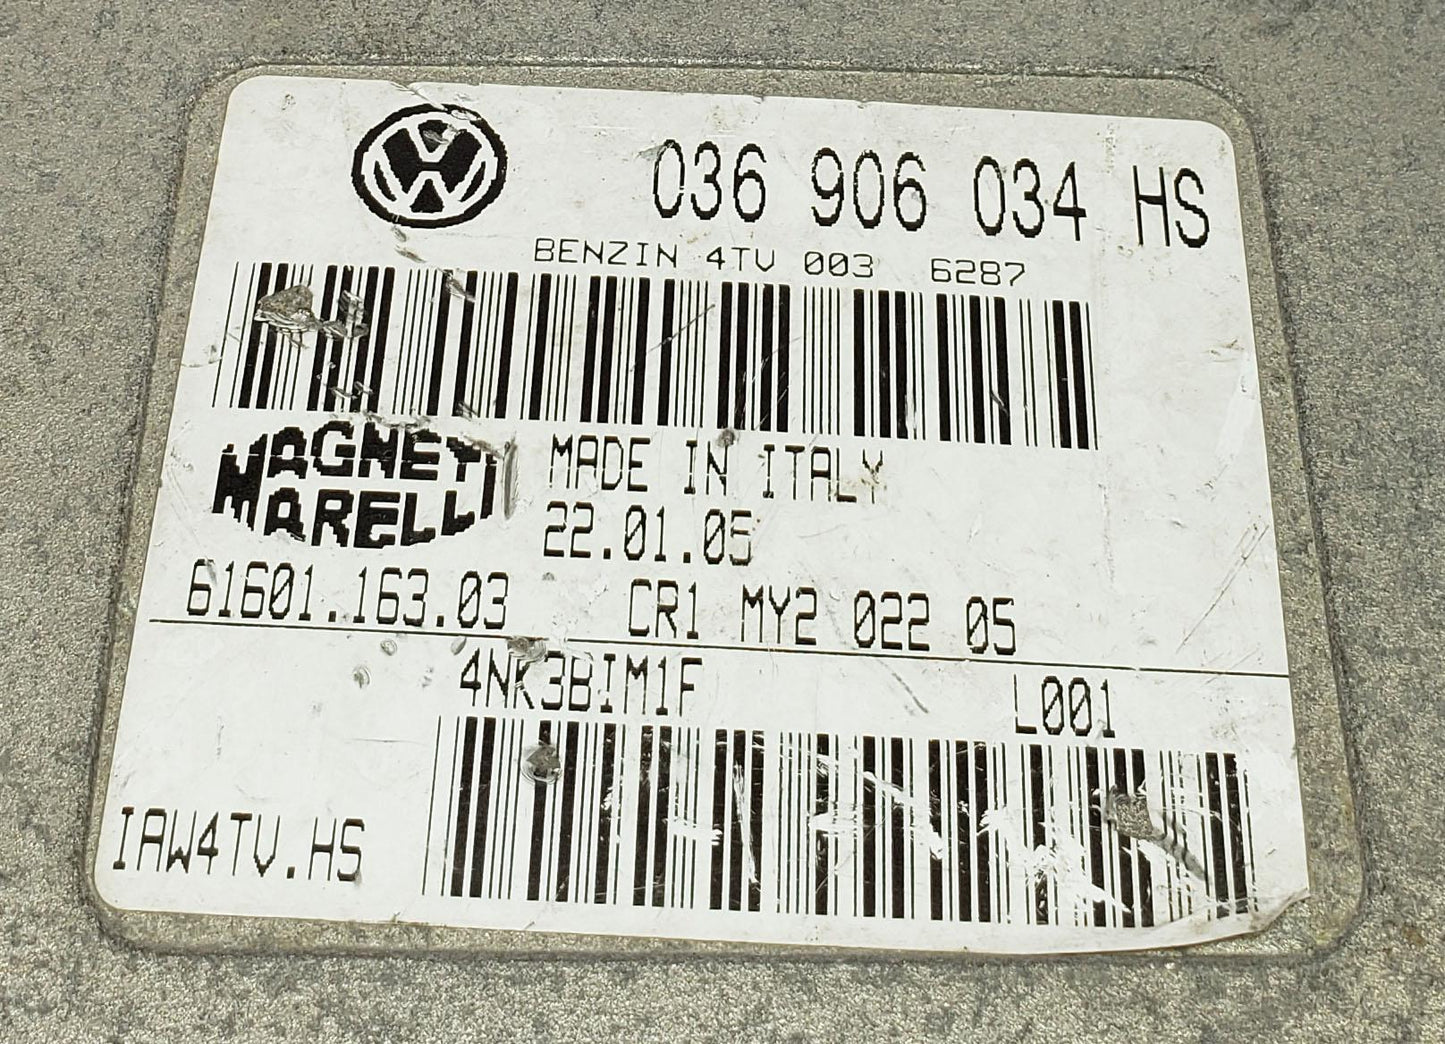 036 906 034 HS
BENZIN 4TV 003 6287
MAGNETI
MARELLI
MADE IN ITALY
22.01.05
61601.163.03 CR1 MY2 022 05
4NK3BIM1F L001
IAW4TV.HS